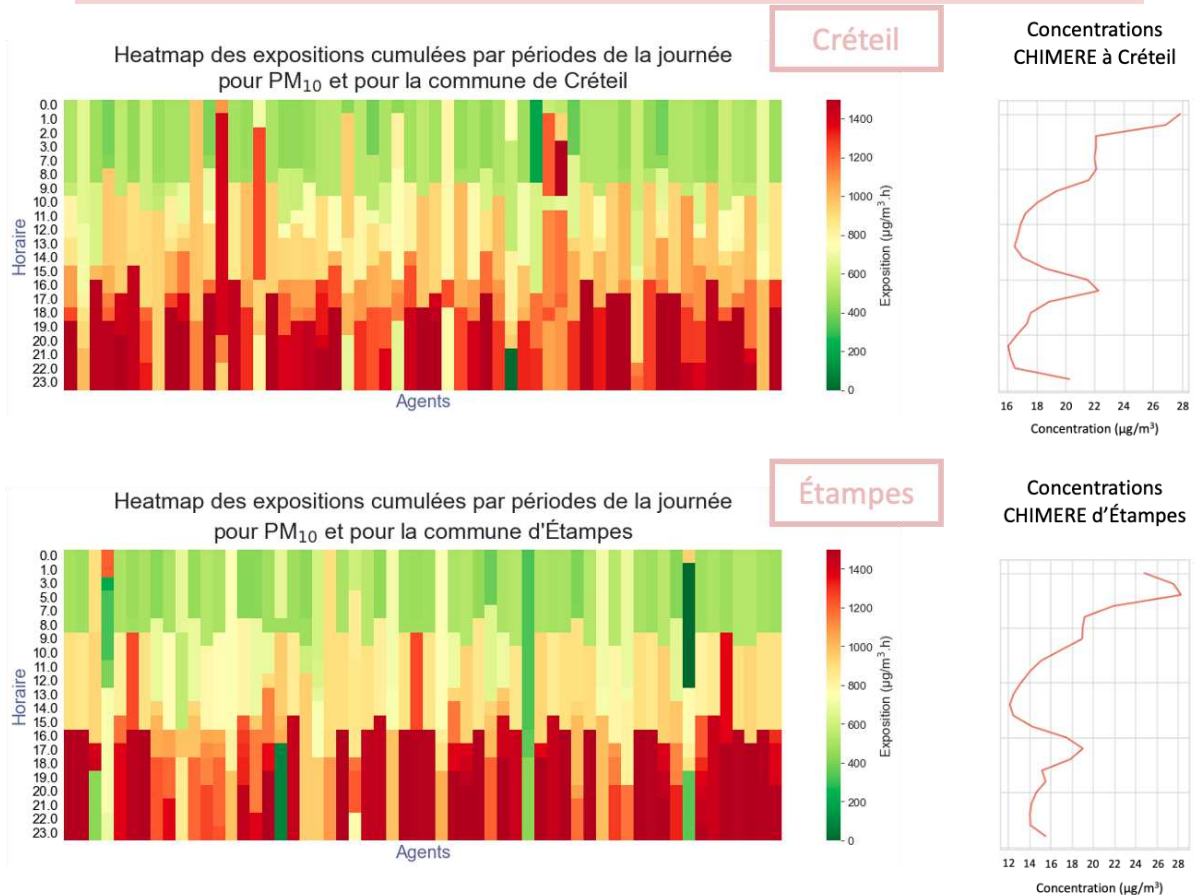 Créteil
Concentrations
CHIMERE à Créteil
Heatmap des expositions cumulées par périodes de la journée
pour PM10 et pour la commune de Créteil
Horaire
0.0
1.0
2.0
3.0
7.0
8.0
9.0
10.0
11.0
12.0
13.0
14.0
15.0
16.0
17.0
18.0
19.0
20.0
21.0
22.0
23.0
Agents
1400
1200
1000
800
600
400
200
0
Exposition (µg/m³.h)
16 18 20 22 24 26 28
Concentration (µg/m³)
Étampes
Concentrations
CHIMERE d’Étampes
Heatmap des expositions cumulées par périodes de la journée
pour PM10 et pour la commune d'Étampes
Horaire
0.0
1.0
3.0
5.0
7.0
8.0
9.0
10.0
11.0
12.0
13.0
14.0
15.0
16.0
17.0
18.0
19.0
20.0
21.0
22.0
23.0
Agents
1400
1200
1000
800
600
400
200
0
Exposition (µg/m³.h)
12 14 16 18 20 22 24 26 28
Concentration (µg/m³)